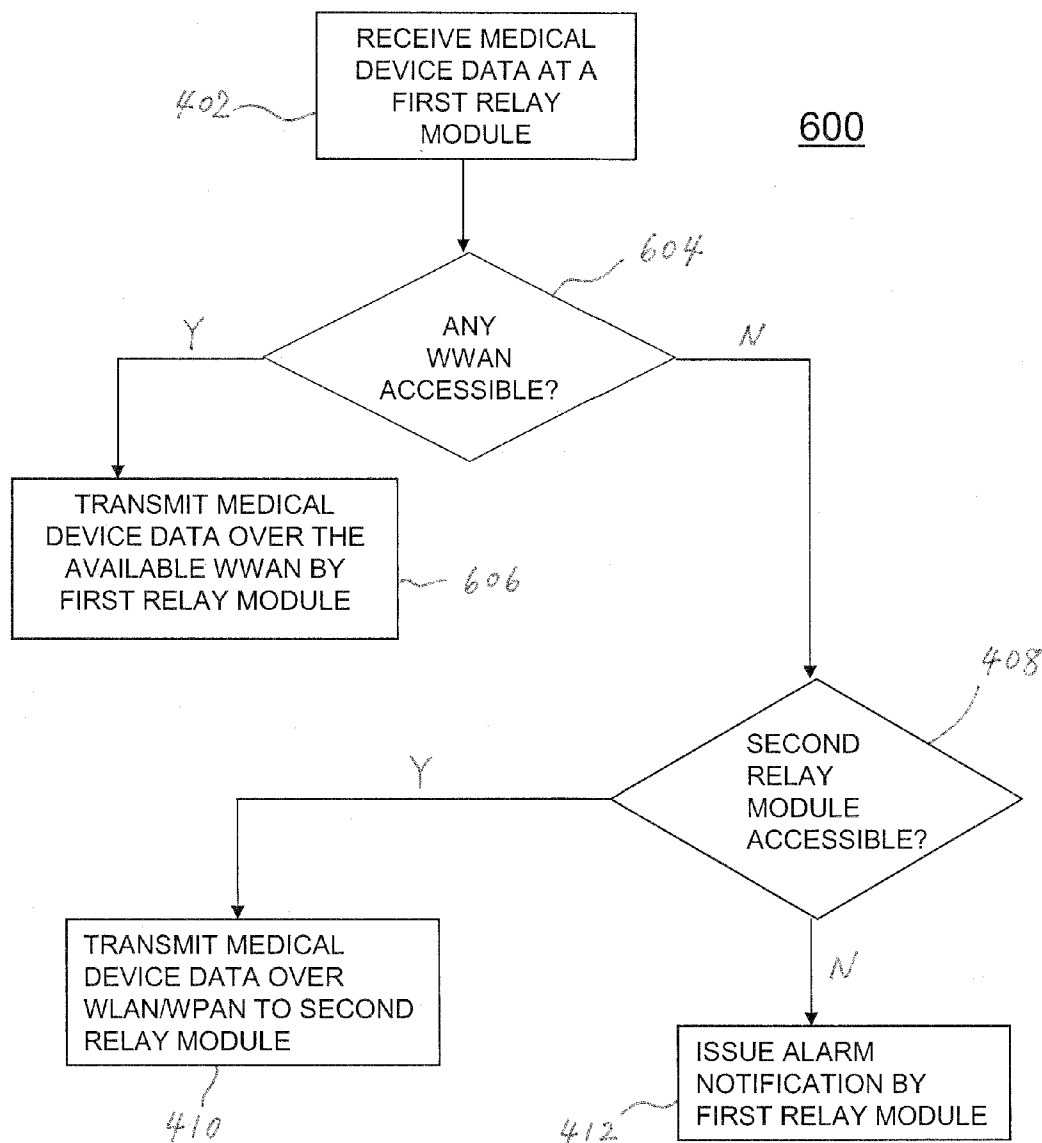 RECEIVE MEDICAL
DEVICE DATA AT A
FIRST RELAY
MODULE
402
600
604
ANY
WWAN
ACCESSIBLE?
Y
N
TRANSMIT MEDICAL
DEVICE DATA OVER THE
AVAILABLE WWAN BY
FIRST RELAY MODULE
606
408
SECOND
RELAY
MODULE
ACCESSIBLE?
Y
N
TRANSMIT MEDICAL
DEVICE DATA OVER
WLAN/WPAN TO SECOND
RELAY MODULE
410
ISSUE ALARM
NOTIFICATION BY
FIRST RELAY MODULE
412